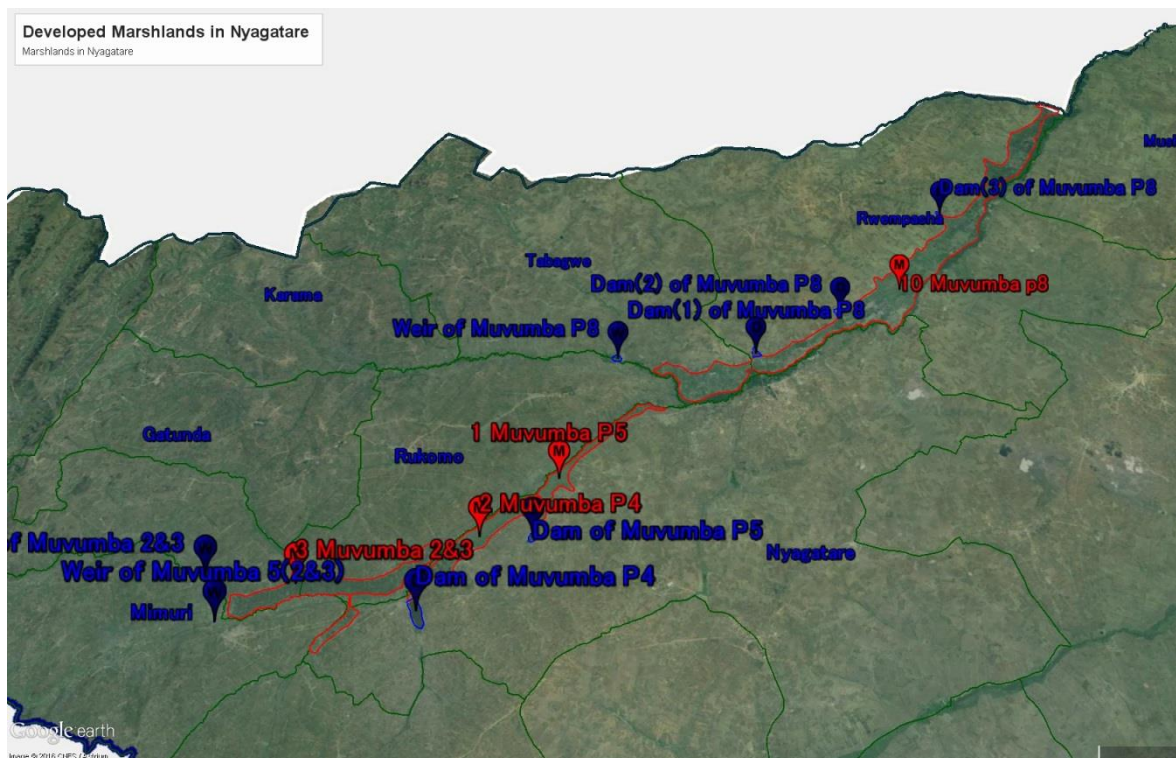 Developed Marshlands in Nyagatare
Marshlands in Nyagatare
Dam(3) of Muvumba P8
Rwempasha
Tabagwe
10 Muvumba p8
Dam(2) of Muvumba P8
Karama
Dam(1) of Muvumba P8
Weir of Muvumba P8
1 Muvumba P5
Gatunda
Rukomo
2 Muvumba P4
Dam of Muvumba P5
of Muvumba 2&3
3 Muvumba 2&3
Nyagatare
Weir of Muvumba 5(2&3)
Dam of Muvumba P4
Mimuri
Google earth